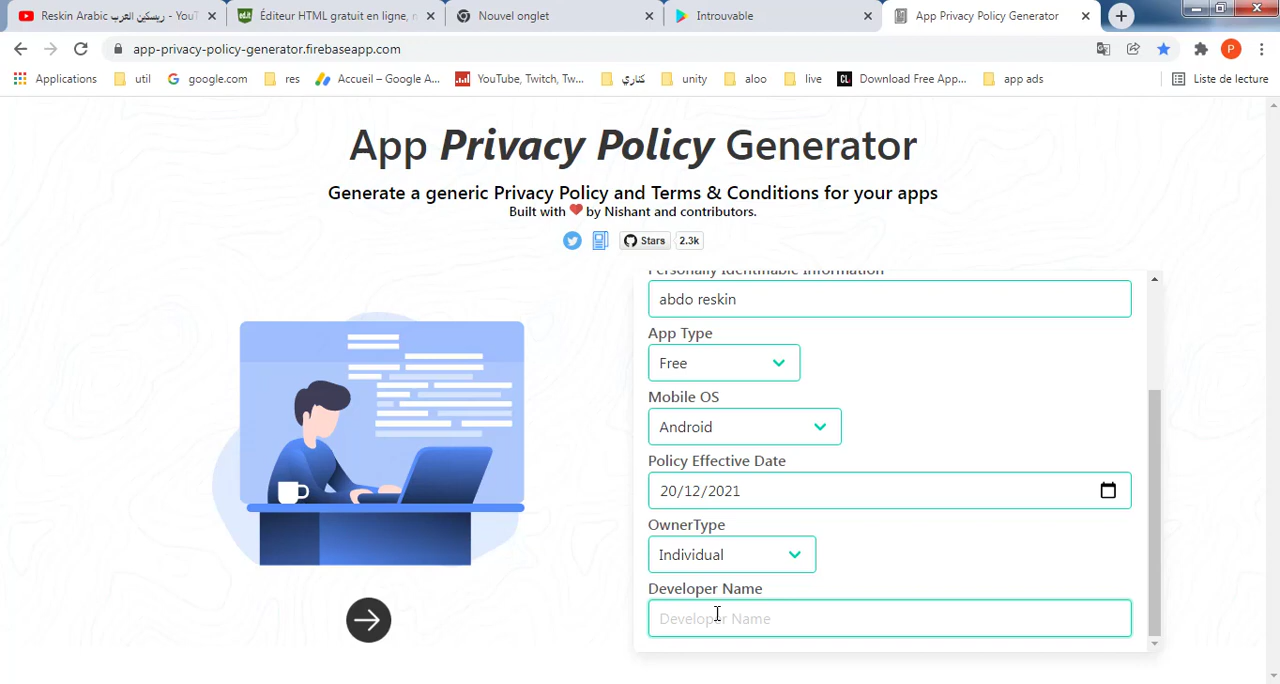 Reskin Arabic ريسكين العرب - YouT
Éditeur HTML gratuit en ligne, n
Nouvel onglet
Introuvable
App Privacy Policy Generator
app-privacy-policy-generator.firebaseapp.com
P
Applications
util
google.com
res
Accueil – Google A...
YouTube, Twitch, Tw...
كناري
unity
aloo
live
Download Free App...
app ads
Liste de lecture
App Privacy Policy Generator
Generate a generic Privacy Policy and Terms & Conditions for your apps
Built with ❤ by Nishant and contributors.
Stars 2.3k
Personally Identifiable Information
abdo reskin
App Type
Free
Mobile OS
Android
Policy Effective Date
20/12/2021
OwnerType
Individual
Developer Name
Developer Name